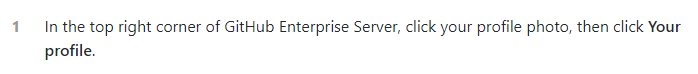 1 In the top right corner of GitHub Enterprise Server, click your profile photo, then click Your
profile.